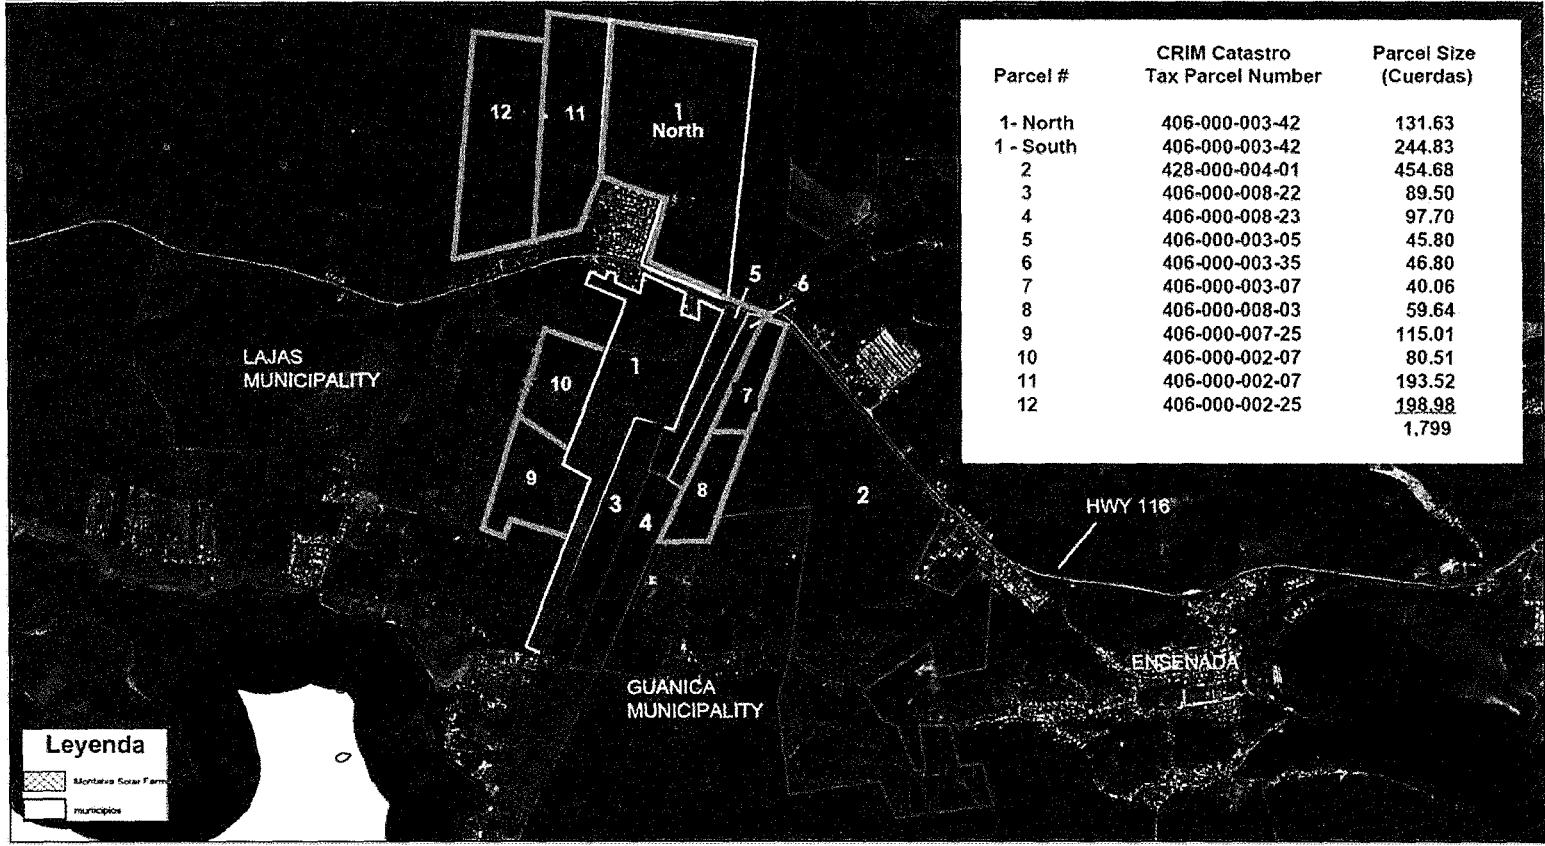 CRIM Catastro Parcel Size
Parcel # Tax Parcel Number (Cuerdas)
1- North 406-000-003-42 131.63
1 - South 406-000-003-42 244.83
2 428-000-004-01 454.68
3 406-000-008-22 89.50
4 406-000-008-23 97.70
5 406-000-003-05 45.80
6 406-000-003-35 46.80
7 406-000-003-07 40.06
8 406-000-008-03 59.64
9 406-000-007-25 115.01
10 406-000-002-07 80.51
11 406-000-002-07 193.52
12 406-000-002-25 198.98
1,799
12
11
1
North
5
6
LAJAS
MUNICIPALITY
1
10
7
9
8
3
4
2
HWY 116
ENSENADA
GUANICA
MUNICIPALITY
Leyenda
Montalva Solar Farm
municipios